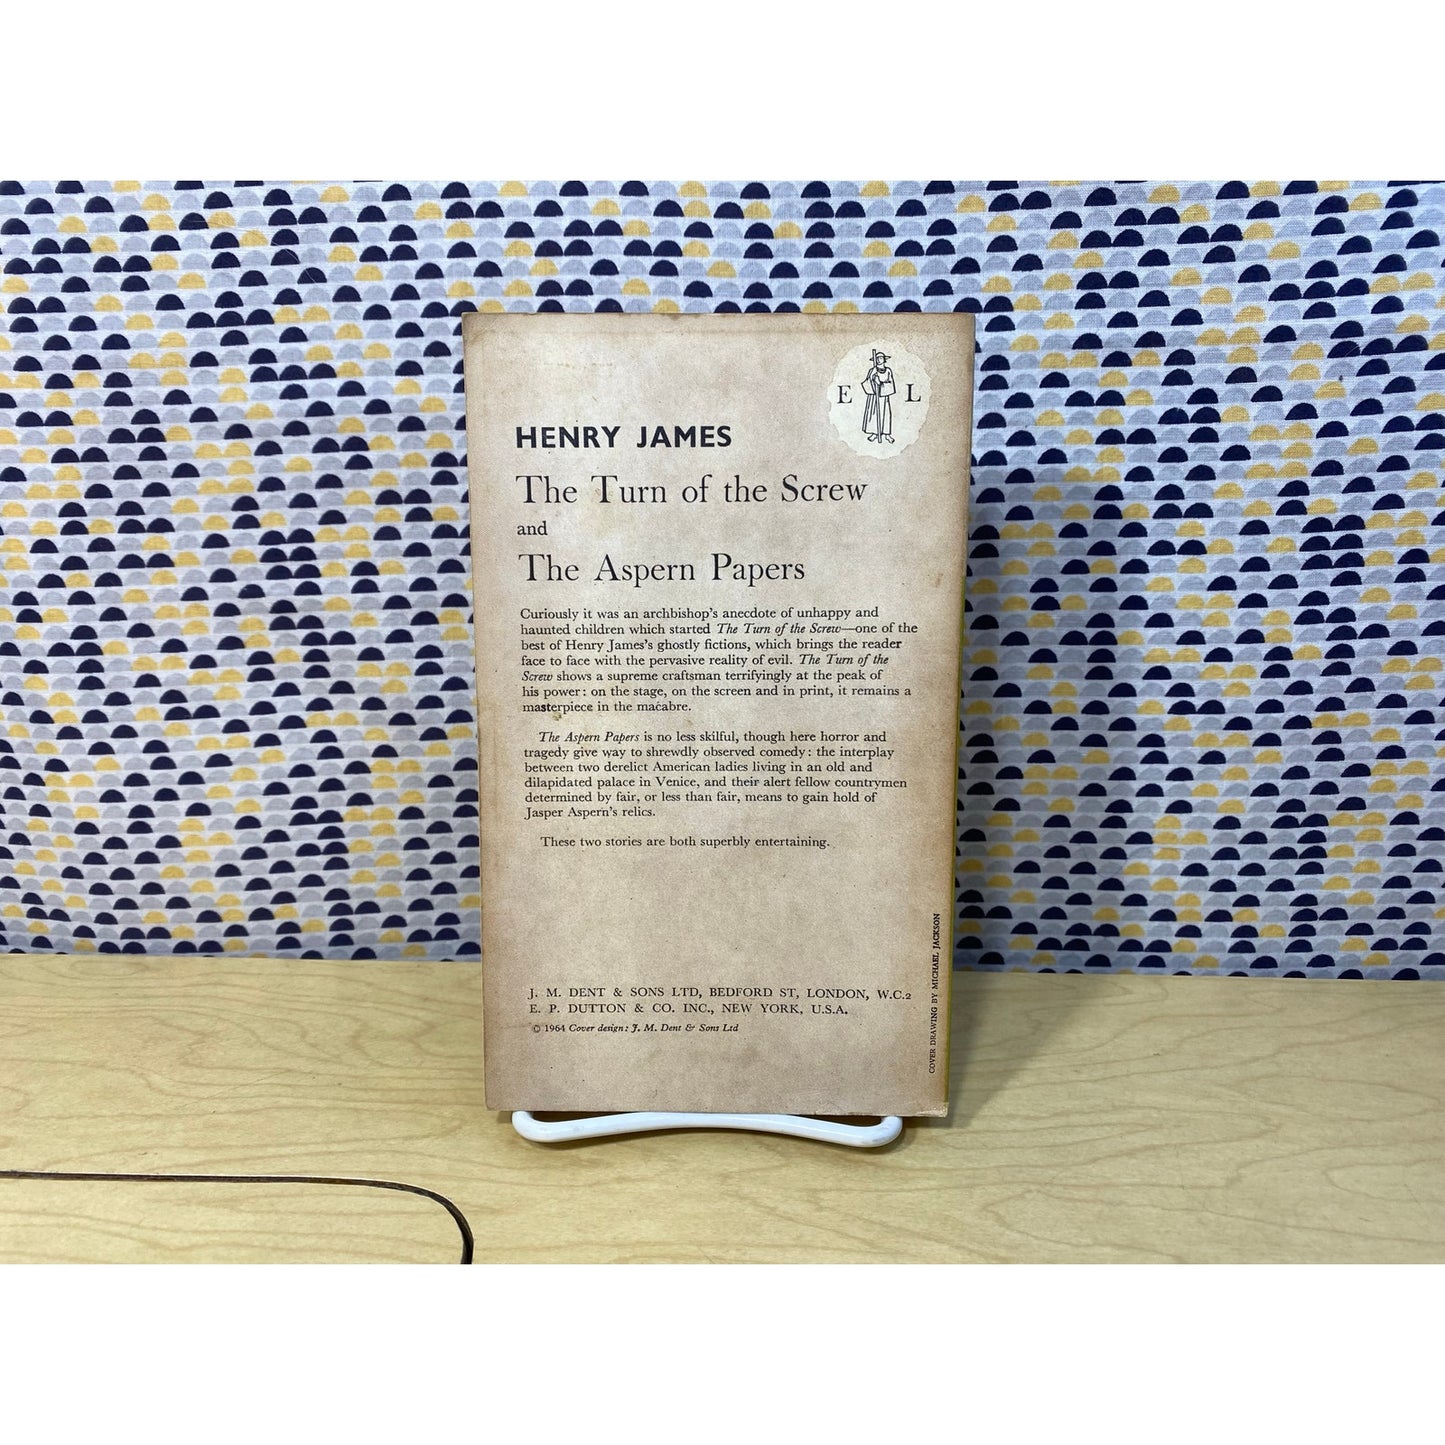 E L
HENRY JAMES
The Turn of the Screw
and
The Aspern Papers
Curiously it was an archbishop's anecdote of unhappy and
haunted children which started The Turn of the Screw—one of the
best of Henry James's ghostly fictions, which brings the reader
face to face with the pervasive reality of evil. The Turn of the
Screw shows a supreme craftsman terrifyingly at the peak of
his power: on the stage, on the screen and in print, it remains a
masterpiece in the macabre.
The Aspern Papers is no less skilful, though here horror and
tragedy give way to shrewdly observed comedy: the interplay
between two derelict American ladies living in an old and
dilapidated palace in Venice, and their alert fellow countrymen
determined by fair, or less than fair, means to gain hold of
Jasper Aspern's relics.
These two stories are both superbly entertaining.
J. M. DENT & SONS LTD, BEDFORD ST, LONDON, W.C.2
E. P. DUTTON & CO. INC., NEW YORK, U.S.A.
© 1964 Cover design: J. M. Dent & Sons Ltd
COVER DRAWING BY MICHAEL JACKSON